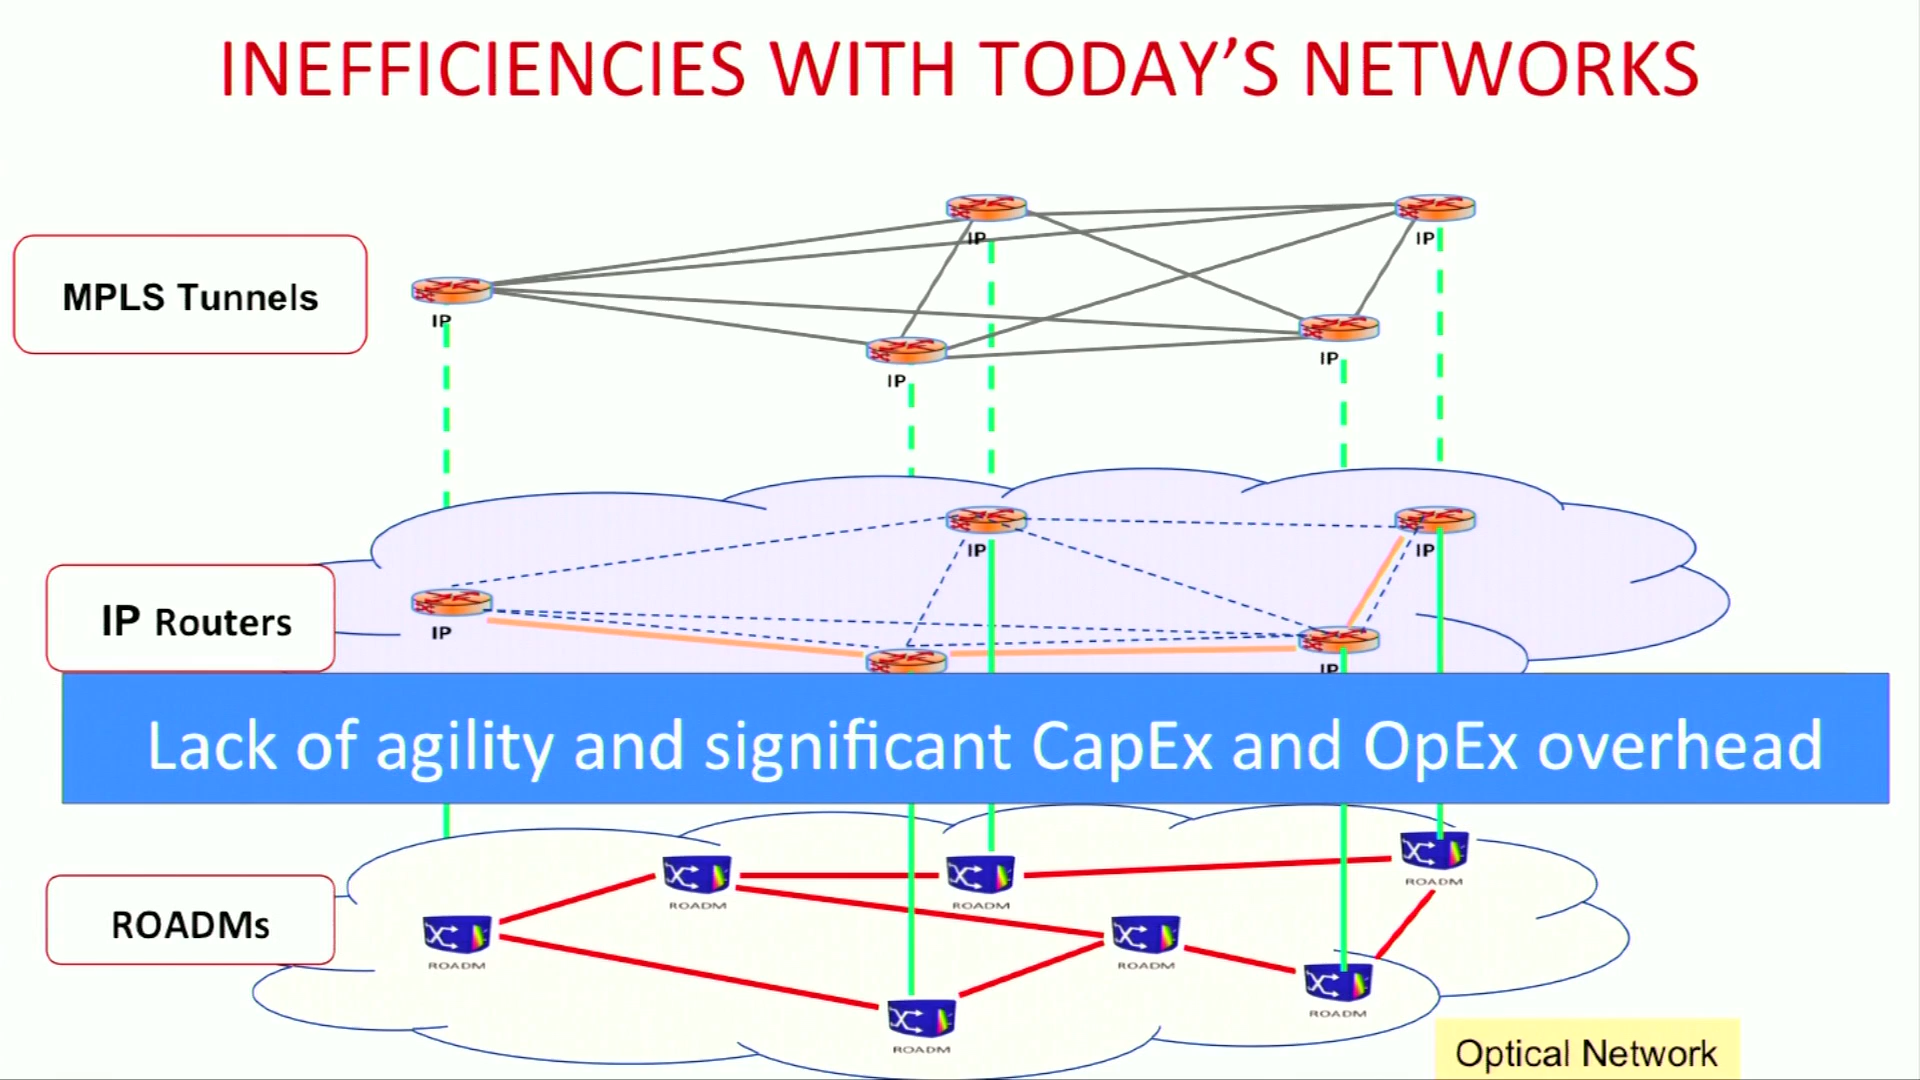 INEFFICIENCIES WITH TODAY’S NETWORKS
IP
IP
MPLS Tunnels
IP
IP
IP
IP
IP
IP Routers
IP
IP
Lack of agility and significant CapEx and OpEx overhead
ROADM
ROADM
ROADM
ROADMs
ROADM
ROADM
ROADM
ROADM
Optical Network